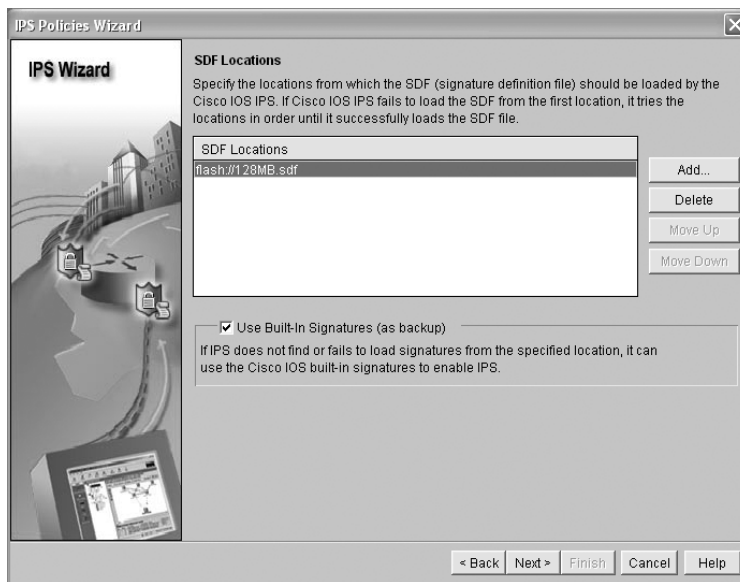 IPS Policies Wizard
IPS Wizard
SDF Locations
Specify the locations from which the SDF (signature definition file) should be loaded by the
Cisco IOS IPS. If Cisco IOS IPS fails to load the SDF from the first location, it tries the
locations in order until it successfully loads the SDF file.
SDF Locations
flash://128MB.sdf
Add...
Delete
Move Up
Move Down
Use Built-In Signatures (as backup)
If IPS does not find or fails to load signatures from the specified location, it can
use the Cisco IOS built-in signatures to enable IPS.
< Back
Next >
Finish
Cancel
Help